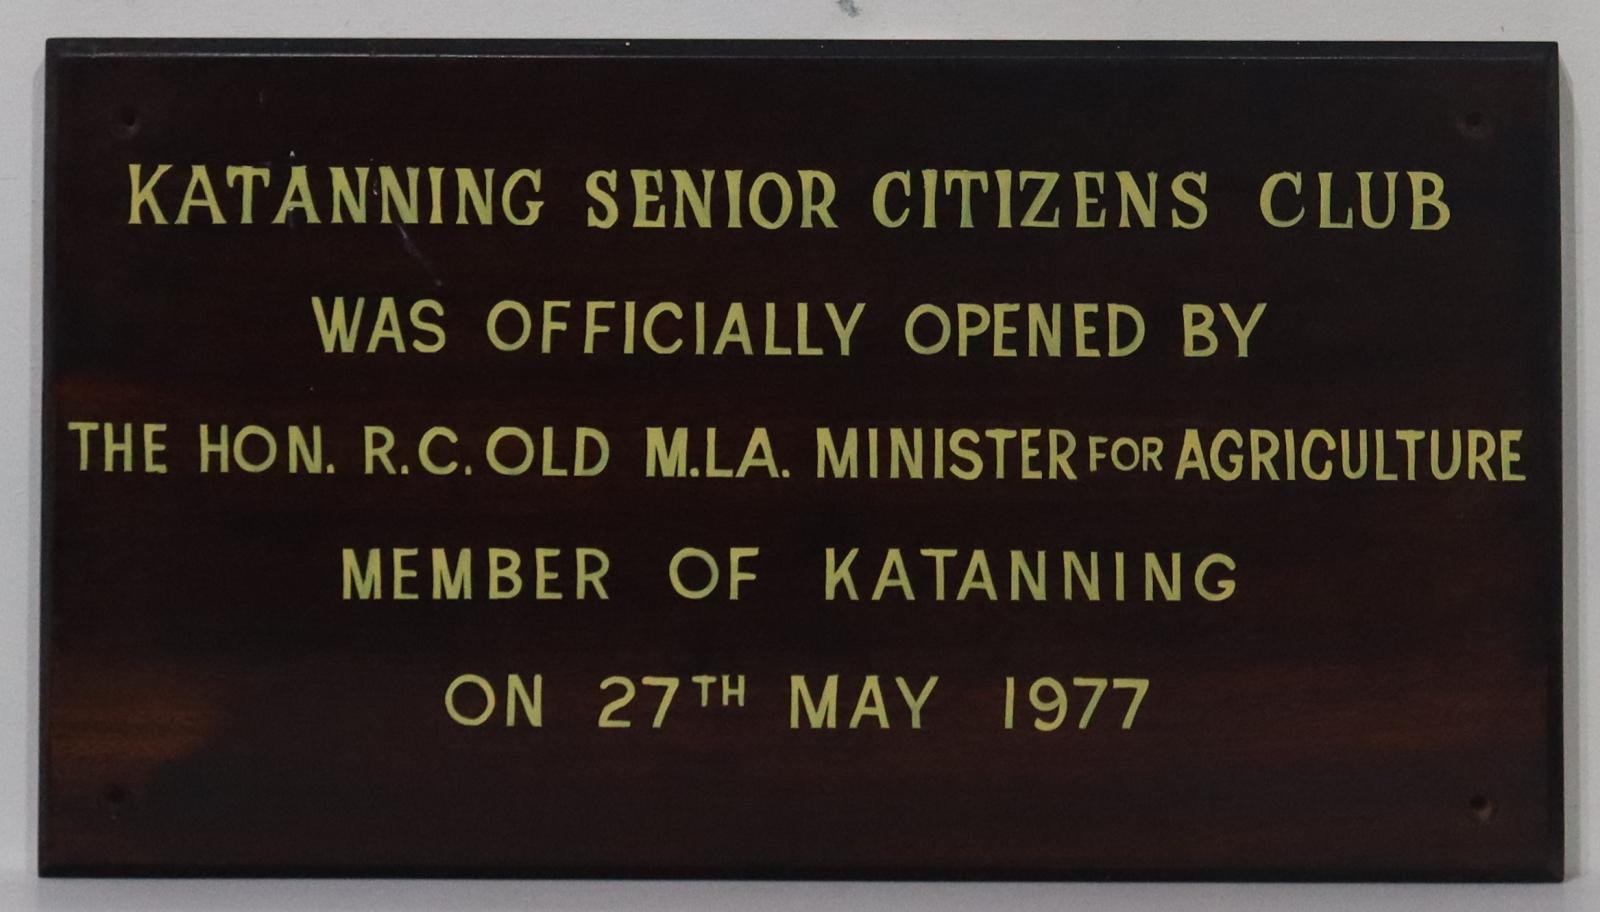 KATANNING SENIOR CITIZENS CLUB
WAS OFFICIALLY OPENED BY
THE HON. R.C. OLD M.LA. MINISTER FOR AGRICULTURE
MEMBER OF KATANNING
ON 27TH MAY 1977